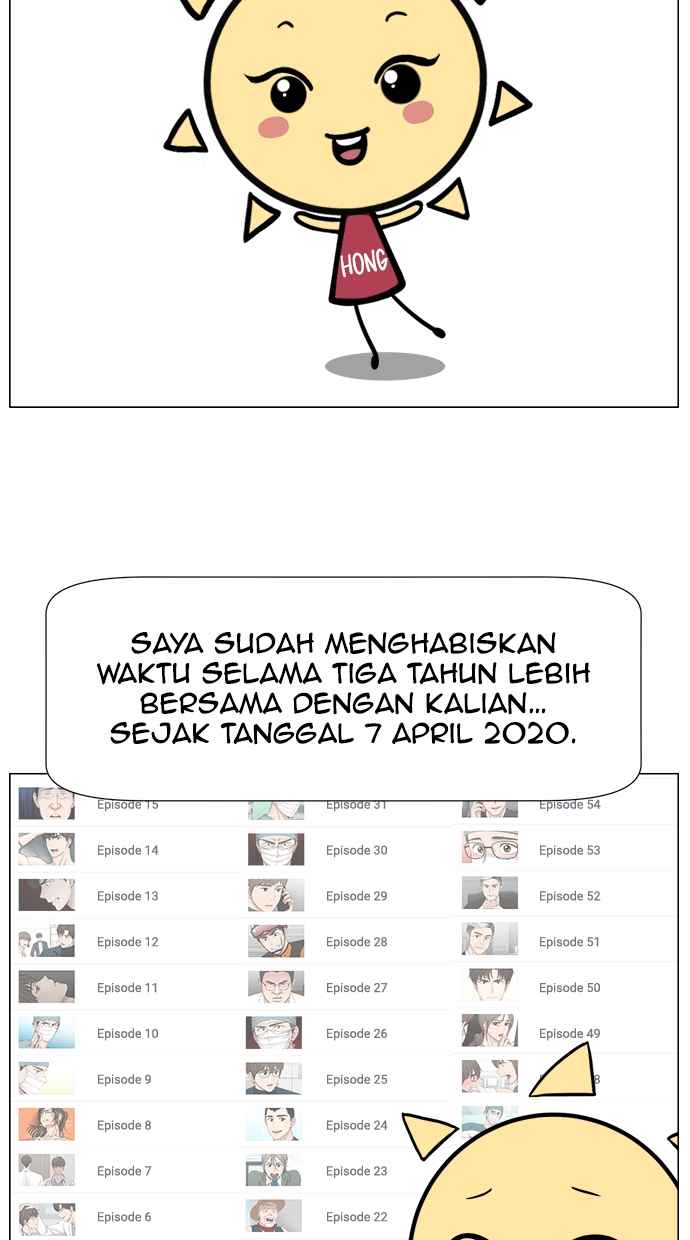 HONG
SAYA SUDAH MENGHABISKAN
WAKTU SELAMA TIGA TAHUN LEBIH
BERSAMA DENGAN KALIAN...
SEJAK TANGGAL 7 APRIL 2020.
Episode 15
Episode 14
Episode 13
Episode 12
Episode 11
Episode 10
Episode 9
Episode 8
Episode 7
Episode 6
Episode 31
Episode 30
Episode 29
Episode 28
Episode 27
Episode 26
Episode 25
Episode 24
Episode 23
Episode 22
Episode 54
Episode 53
Episode 52
Episode 51
Episode 50
Episode 49